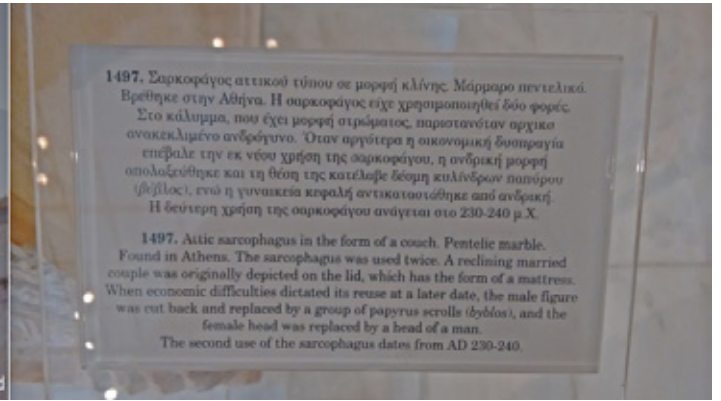 1497. Σαρκοφάγος αττικού τύπου σε μορφή κλίνης. Μάρμαρο πεντελικό.
Βρέθηκε στην Αθήνα. Η σαρκοφάγος είχε χρησιμοποιηθεί δύο φορές.
Στο κάλυμμα, που έχει μορφή στρώματος, παριστανόταν αρχικά
ανακεκλιμένο ανδρόγυνο. Όταν αργότερα η οικονομική δυσπραγία
επέβαλε την εκ νέου χρήση της σαρκοφάγου, η ανδρική μορφή
απολαξεύθηκε και τη θέση της κατέλαβε δέσμη κυλίνδρων παπύρου
(βύβλος), ενώ η γυναικεία κεφαλή αντικαταστάθηκε από ανδρική.
Η δεύτερη χρήση της σαρκοφάγου ανάγεται στο 230-240 μ.Χ.
1497. Attic sarcophagus in the form of a couch. Pentelic marble.
Found in Athens. The sarcophagus was used twice. A reclining married
couple was originally depicted on the lid, which has the form of a mattress.
When economic difficulties dictated its reuse at a later date, the male figure
was cut back and replaced by a group of papyrus scrolls (byblos), and the
female head was replaced by a head of a man.
The second use of the sarcophagus dates from AD 230-240.